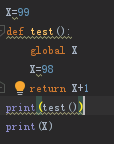 X=99
def test():
    global X
    X=98
    return X+1
print(test())
print(X)